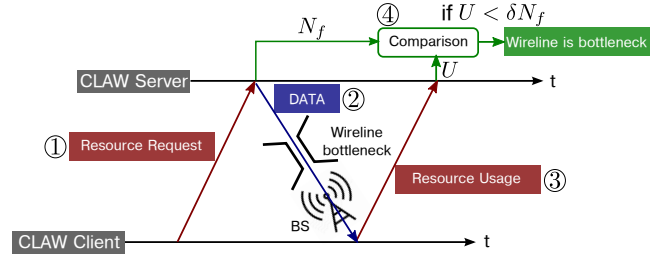 ④ if U < δN_f
N_f
Comparison
Wireline is bottleneck
U
CLAW Server
t
DATA ②
① Resource Request
Wireline
bottleneck
Resource Usage ③
BS
CLAW Client
t